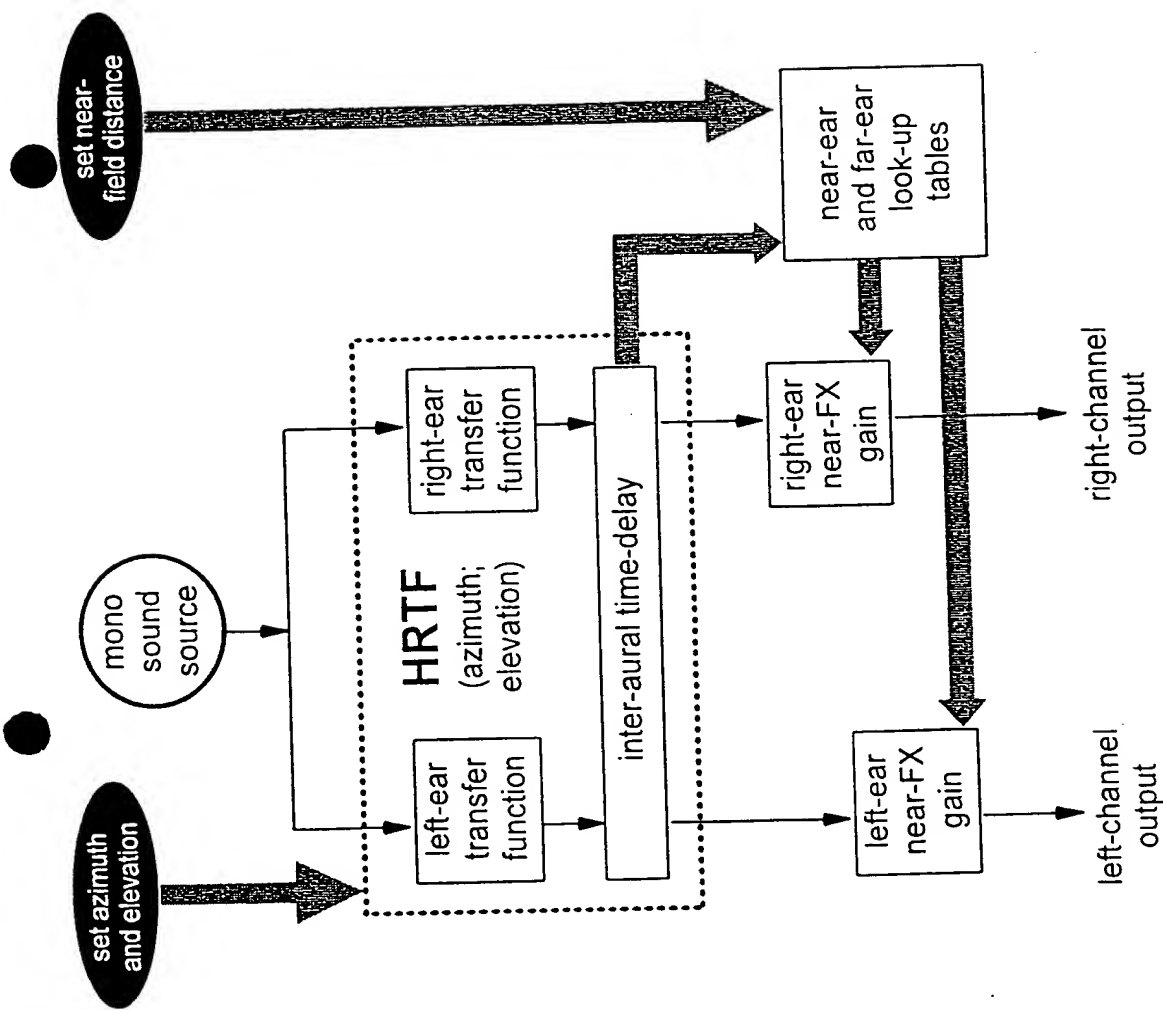 set azimuth
and elevation
mono
sound
source
set near-
field distance
left-ear
transfer
function
HRTF
(azimuth;
elevation)
right-ear
transfer
function
inter-aural time-delay
near-ear
and far-ear
look-up
tables
left-ear
near-FX
gain
right-ear
near-FX
gain
left-channel
output
right-channel
output